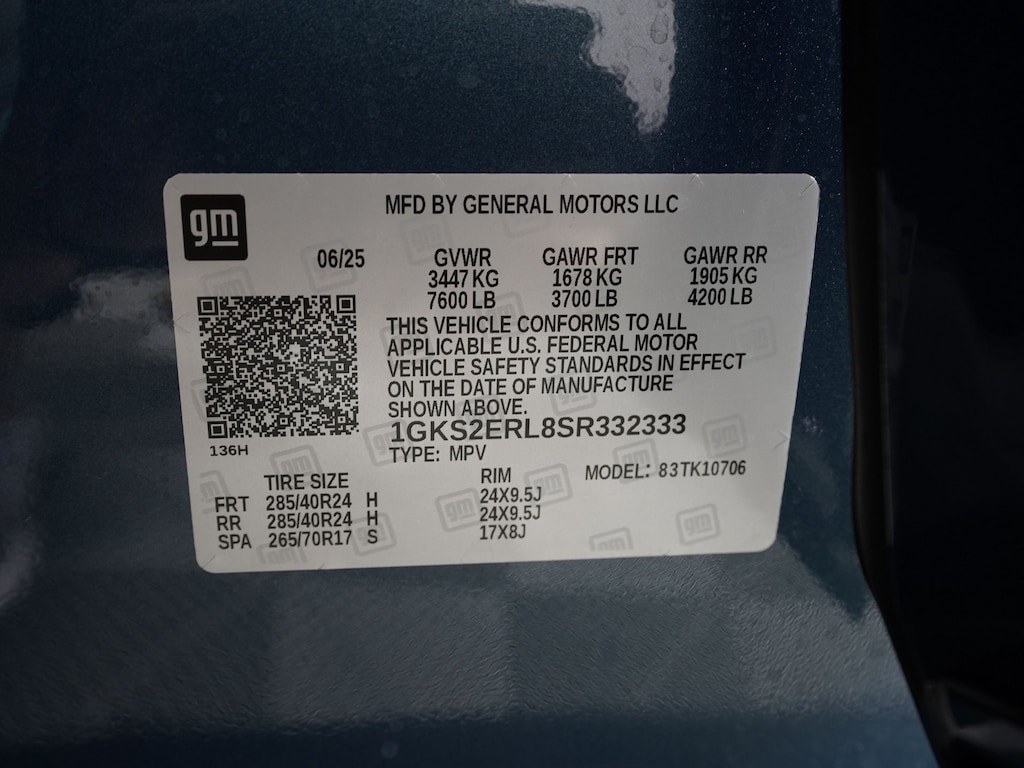 gm
MFD BY GENERAL MOTORS LLC
06/25 GVWR GAWR FRT GAWR RR
3447 KG 1678 KG 1905 KG
7600 LB 3700 LB 4200 LB
THIS VEHICLE CONFORMS TO ALL
APPLICABLE U.S. FEDERAL MOTOR
VEHICLE SAFETY STANDARDS IN EFFECT
ON THE DATE OF MANUFACTURE
SHOWN ABOVE.
1GKS2ERL8SR332333
136H
TYPE: MPV
MODEL: 83TK10706
TIRE SIZE RIM
FRT 285/40R24 H 24X9.5J
RR 285/40R24 H 24X9.5J
SPA 265/70R17 S 17X8J